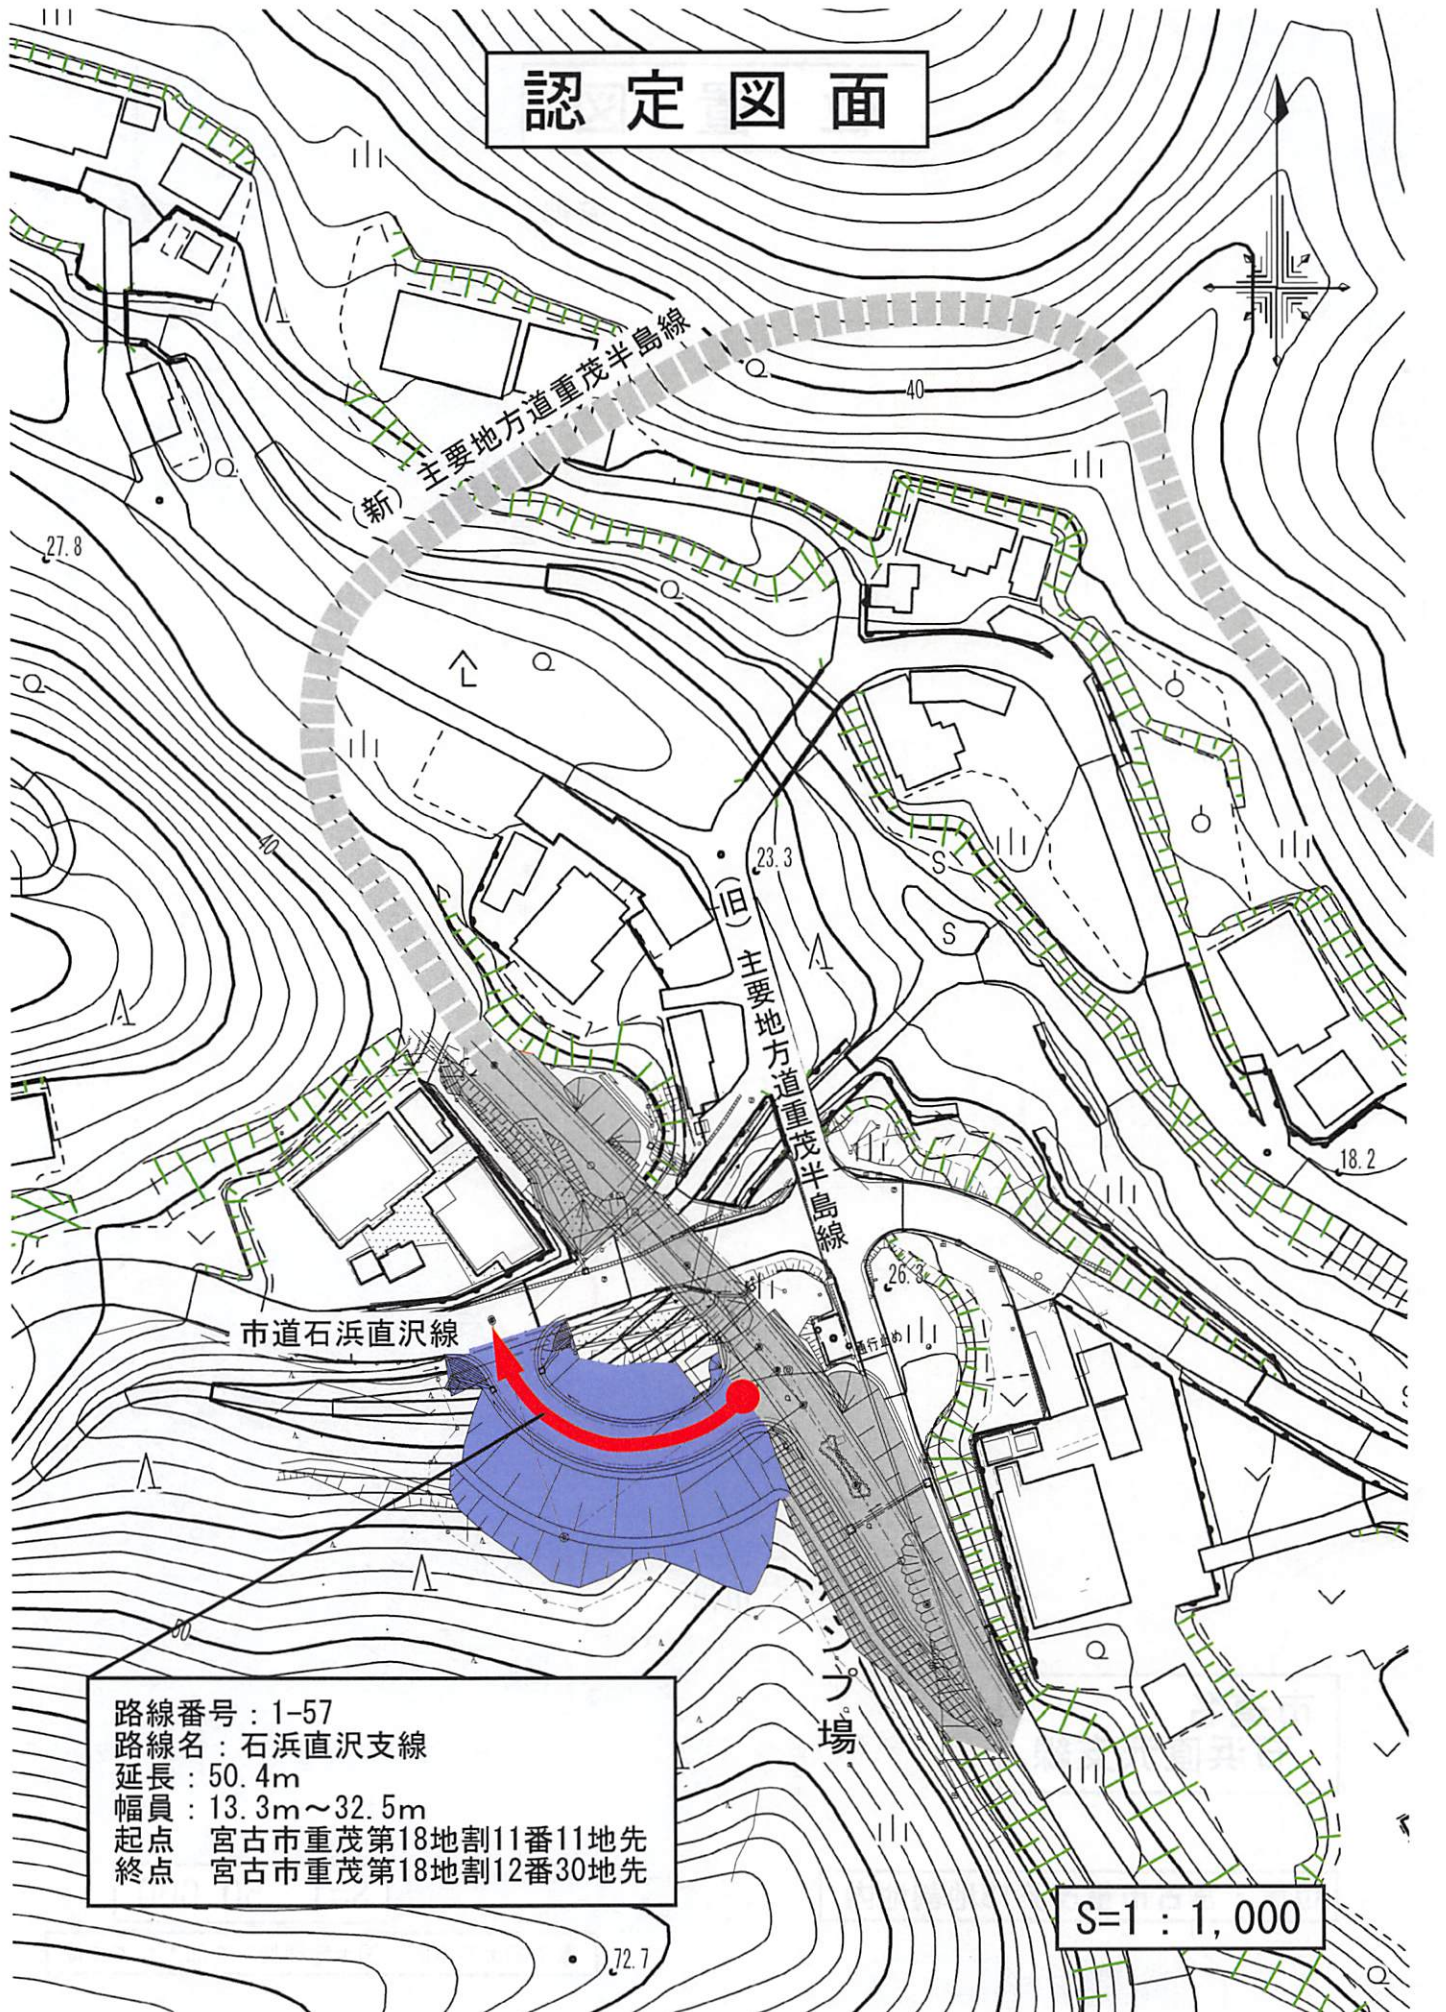 認定図面
(新) 主要地方道重茂半島線
40
27.8
40
23.3
(旧) 主要地方道重茂半島線
S
S
18.2
26.3
市道石浜直沢線
通行止め
プ場
路線番号：1-57
路線名：石浜直沢支線
延長：50.4m
幅員：13.3m～32.5m
起点　宮古市重茂第18地割11番11地先
終点　宮古市重茂第18地割12番30地先
S=1：1,000
72.7